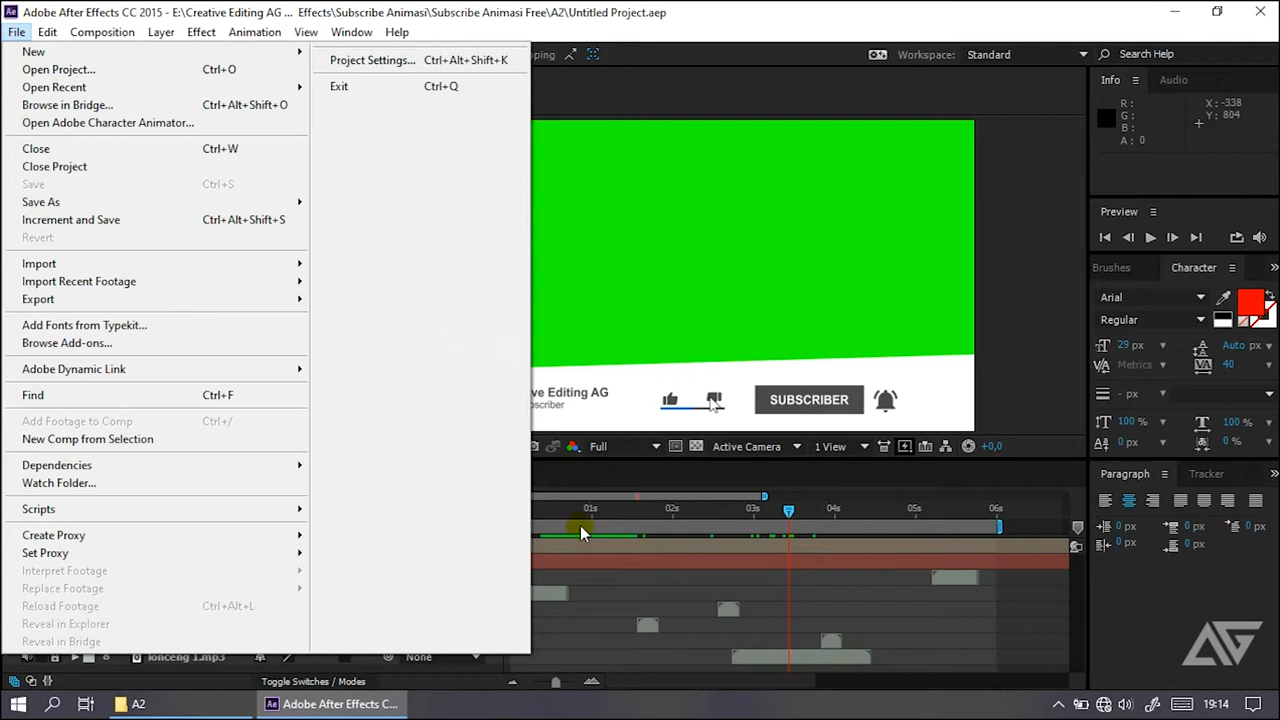 Adobe After Effects CC 2015 - E:\Creative Editing AG ... Effects\Subscribe Animasi\Subscribe Animasi Free\A2\Untitled Project.aep
File Edit Composition Layer Effect Animation View Window Help
pping Workspace: Standard Search Help
New
Open Project... Ctrl+O
Open Recent
Browse in Bridge... Ctrl+Alt+Shift+O
Open Adobe Character Animator...
Close Ctrl+W
Close Project
Save Ctrl+S
Save As
Increment and Save Ctrl+Alt+Shift+S
Revert
Import
Import Recent Footage
Export
Add Fonts from Typekit...
Browse Add-ons...
Adobe Dynamic Link
Find Ctrl+F
Add Footage to Comp Ctrl+/
New Comp from Selection
Dependencies
Watch Folder...
Scripts
Create Proxy
Set Proxy
Interpret Footage
Replace Footage
Reload Footage Ctrl+Alt+L
Reveal in Explorer
Reveal in Bridge
Project Settings... Ctrl+Alt+Shift+K
Exit Ctrl+Q
ve Editing AG
bscriber
SUBSCRIBER
Full Active Camera 1 View +0,0
01s 02s 03s 04s 05s 06s
lonceng 1.mp3 None
Toggle Switches / Modes
Info Audio
R: X: -338
G: Y: 804
B:
A: 0
Preview
Brushes Character
Arial
Regular
29 px Auto px
Metrics 40
- px
100 % 100 %
0 px 0 %
Paragraph Tracker
0 px 0 px 0 px
0 px 0 px
AG
A2 Adobe After Effects C... 19:14